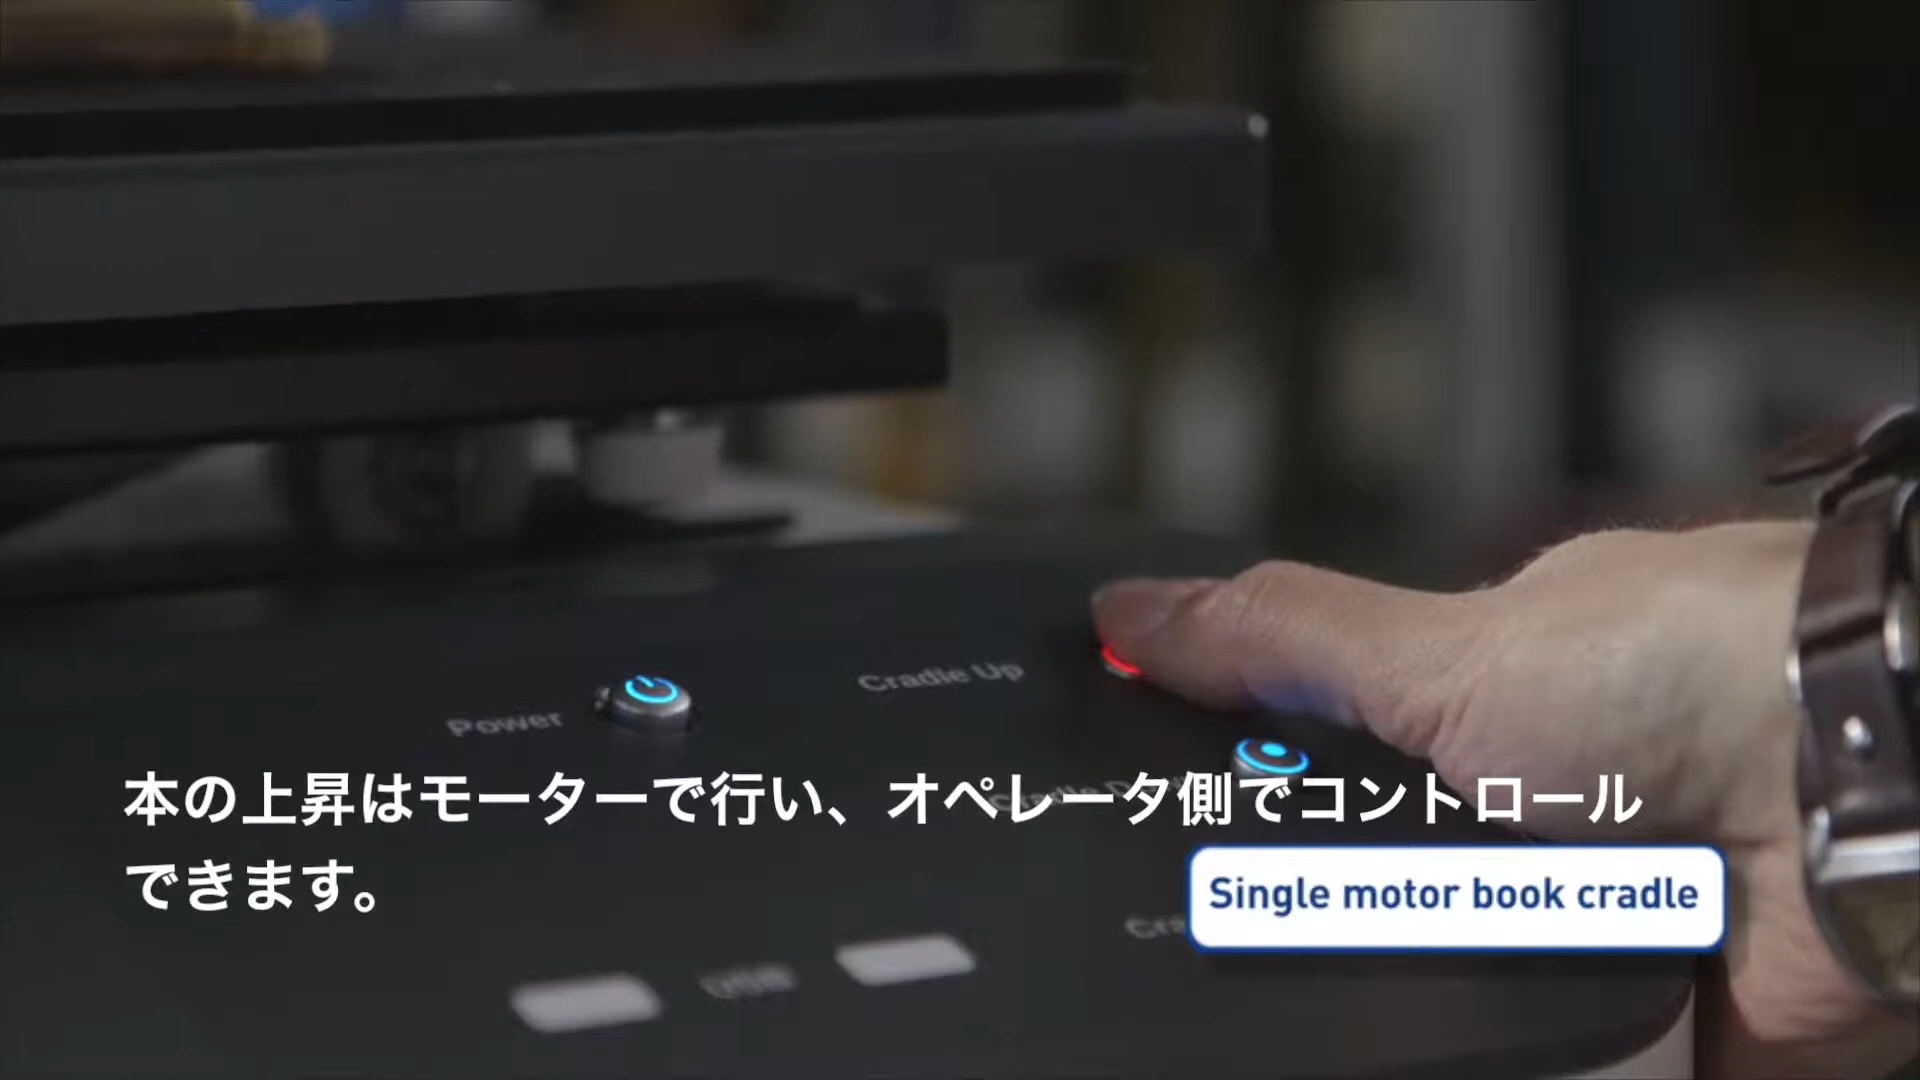 Power
Cradle Up
本の上昇はモーターで行い、オペレータ側でコントロール
できます。
Single motor book cradle
USB